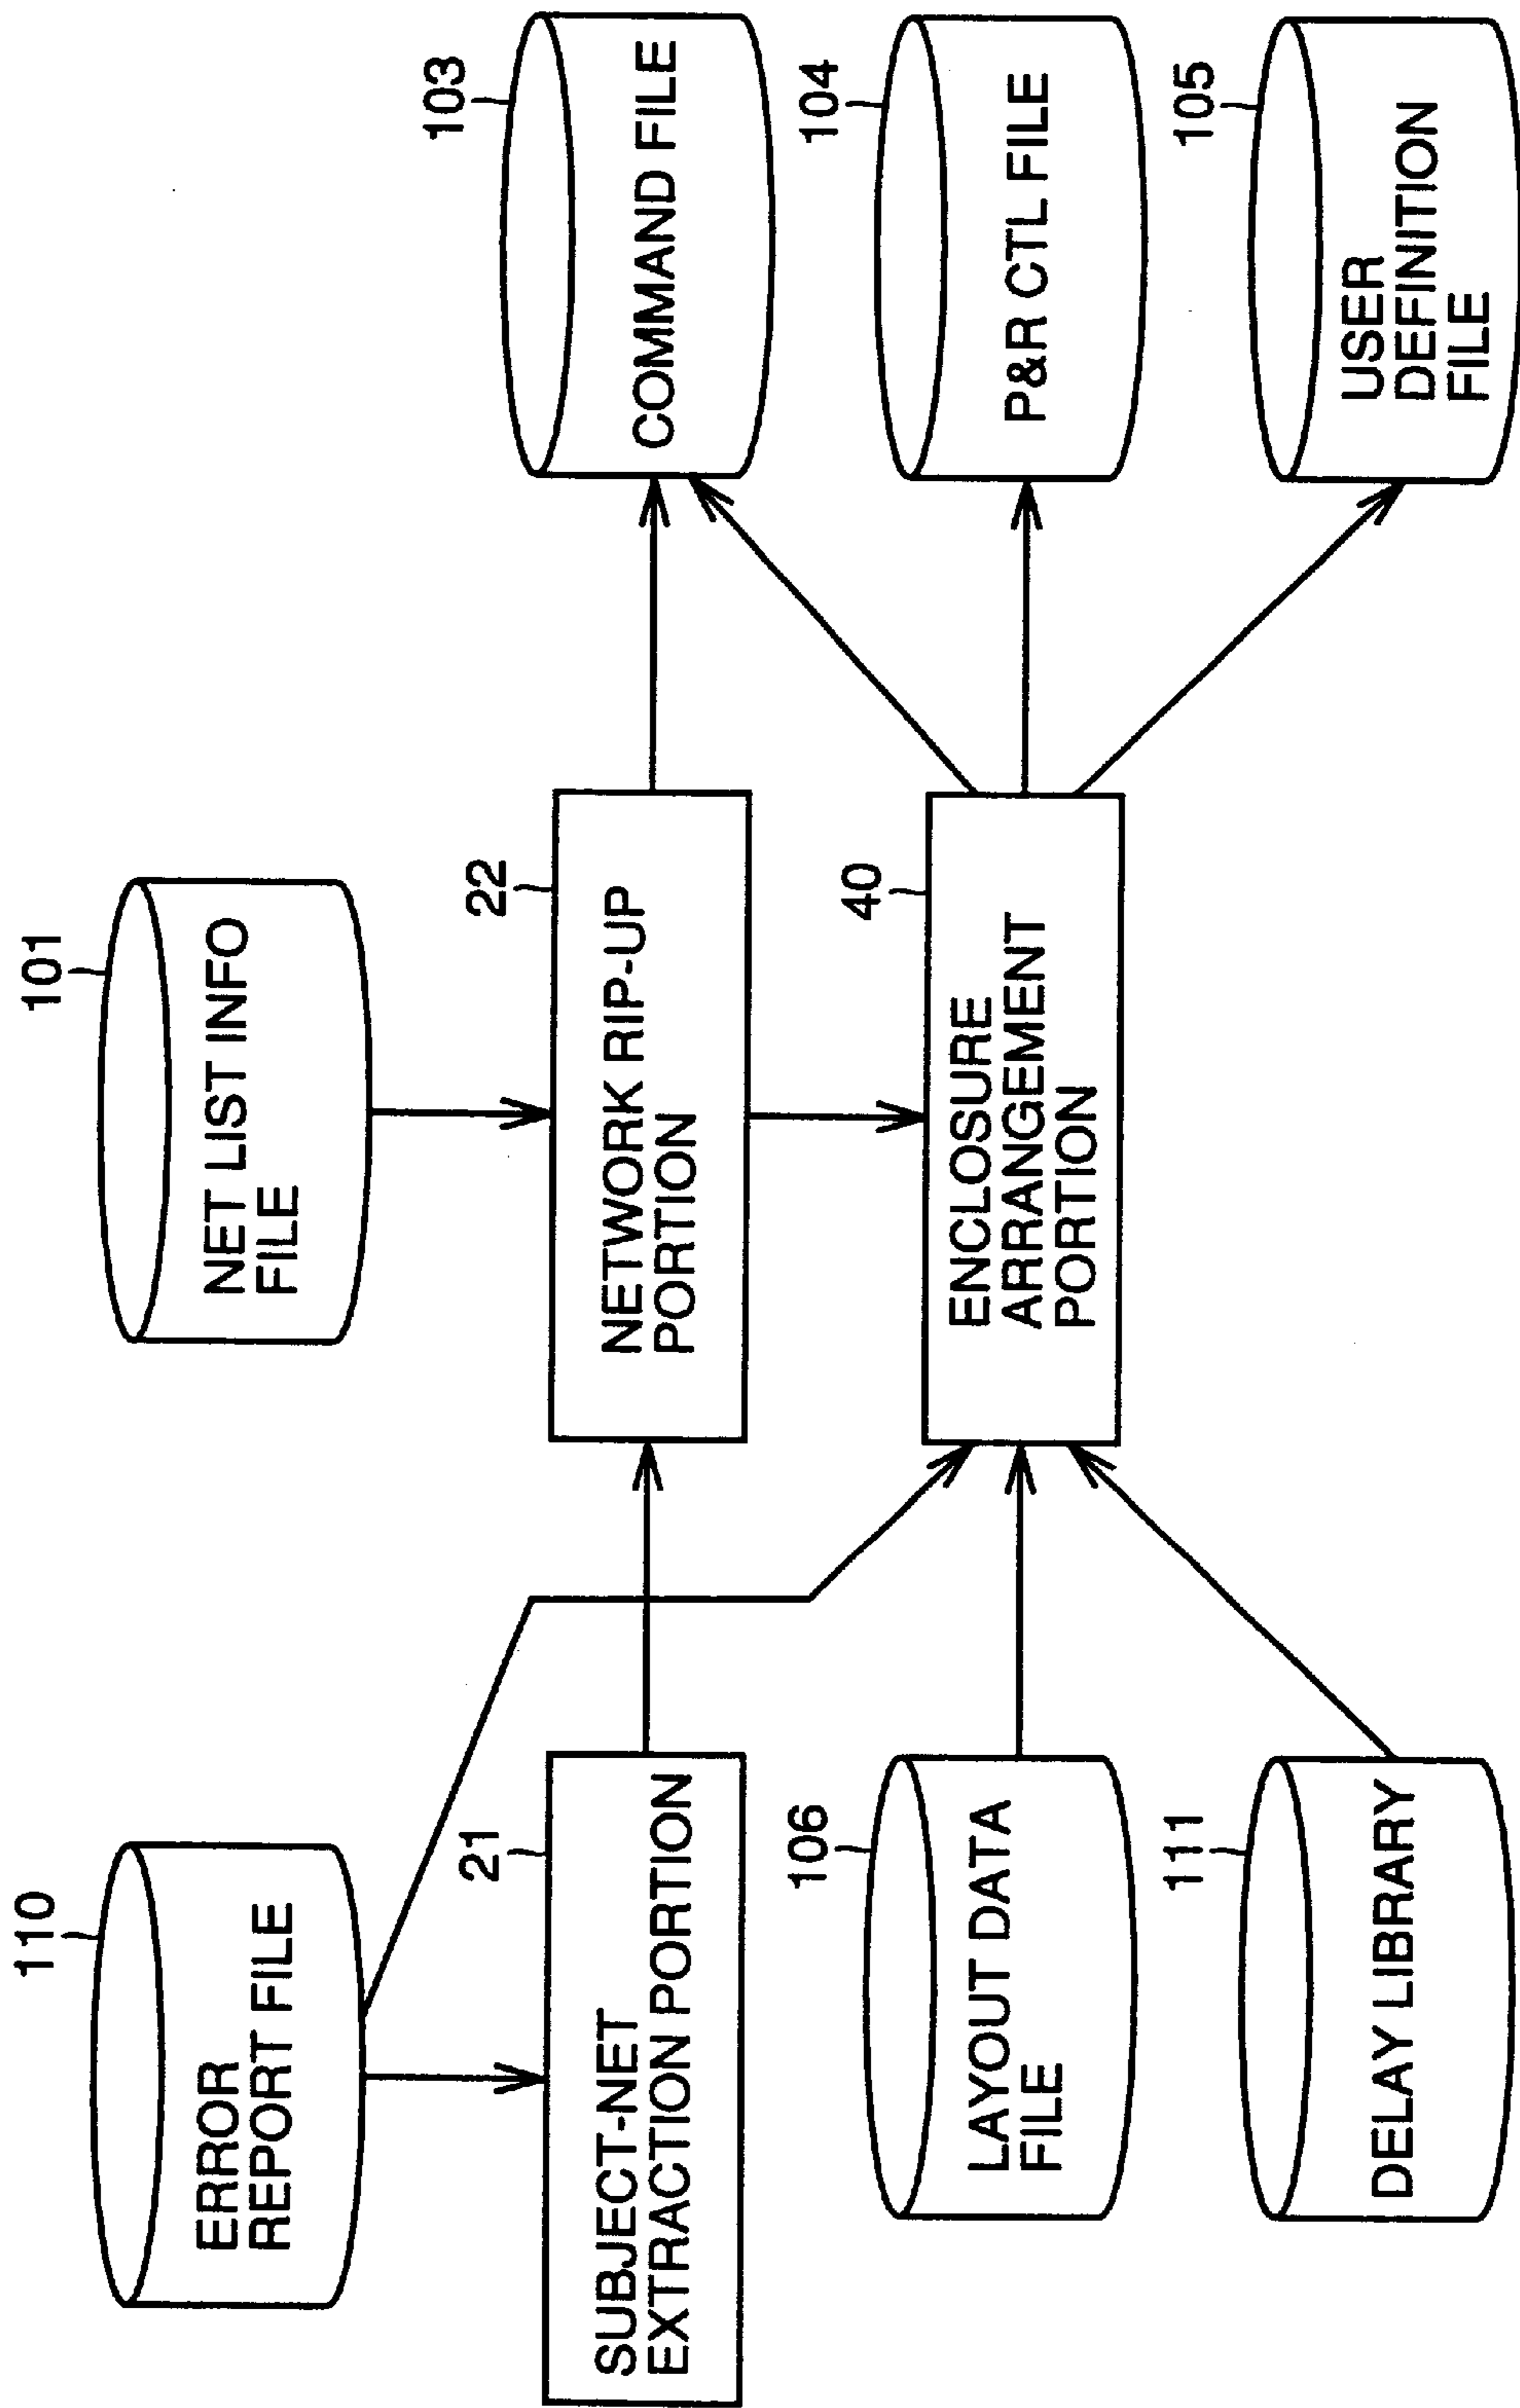 110
ERROR
REPORT FILE
101
NET LIST INFO
FILE
21
SUBJECT-NET
EXTRACTION PORTION
22
NETWORK RIP-UP
PORTION
103
COMMAND FILE
106
LAYOUT DATA
FILE
40
ENCLOSURE
ARRANGEMENT
PORTION
104
P&R CTL FILE
111
DELAY LIBRARY
105
USER
DEFINITION
FILE